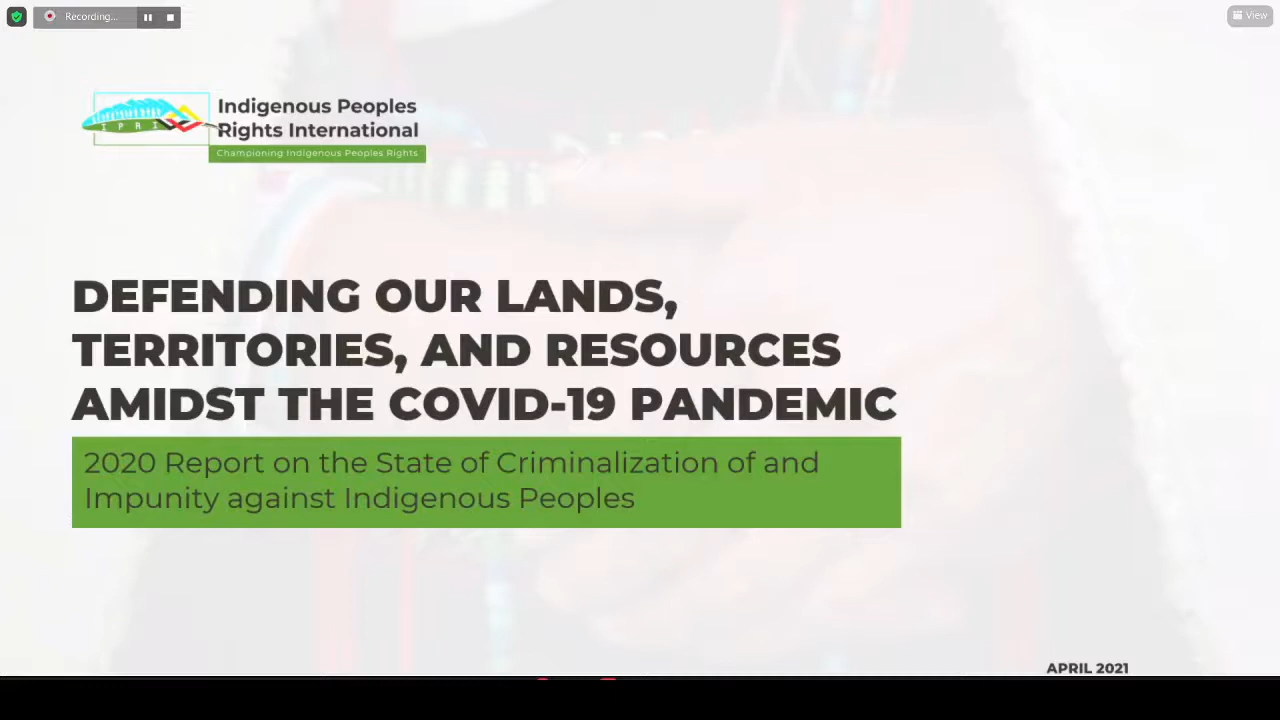 Recording...
View
IPRI
Indigenous Peoples
Rights International
Championing Indigenous Peoples Rights
DEFENDING OUR LANDS,
TERRITORIES, AND RESOURCES
AMIDST THE COVID-19 PANDEMIC
2020 Report on the State of Criminalization of and
Impunity against Indigenous Peoples
APRIL 2021